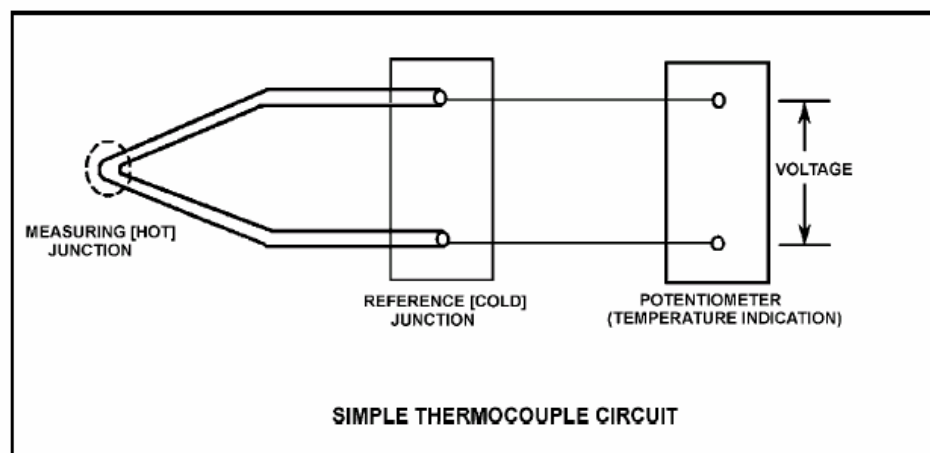 VOLTAGE
MEASURING [HOT]
JUNCTION
REFERENCE [COLD]
JUNCTION
POTENTIOMETER
(TEMPERATURE INDICATION)
SIMPLE THERMOCOUPLE CIRCUIT